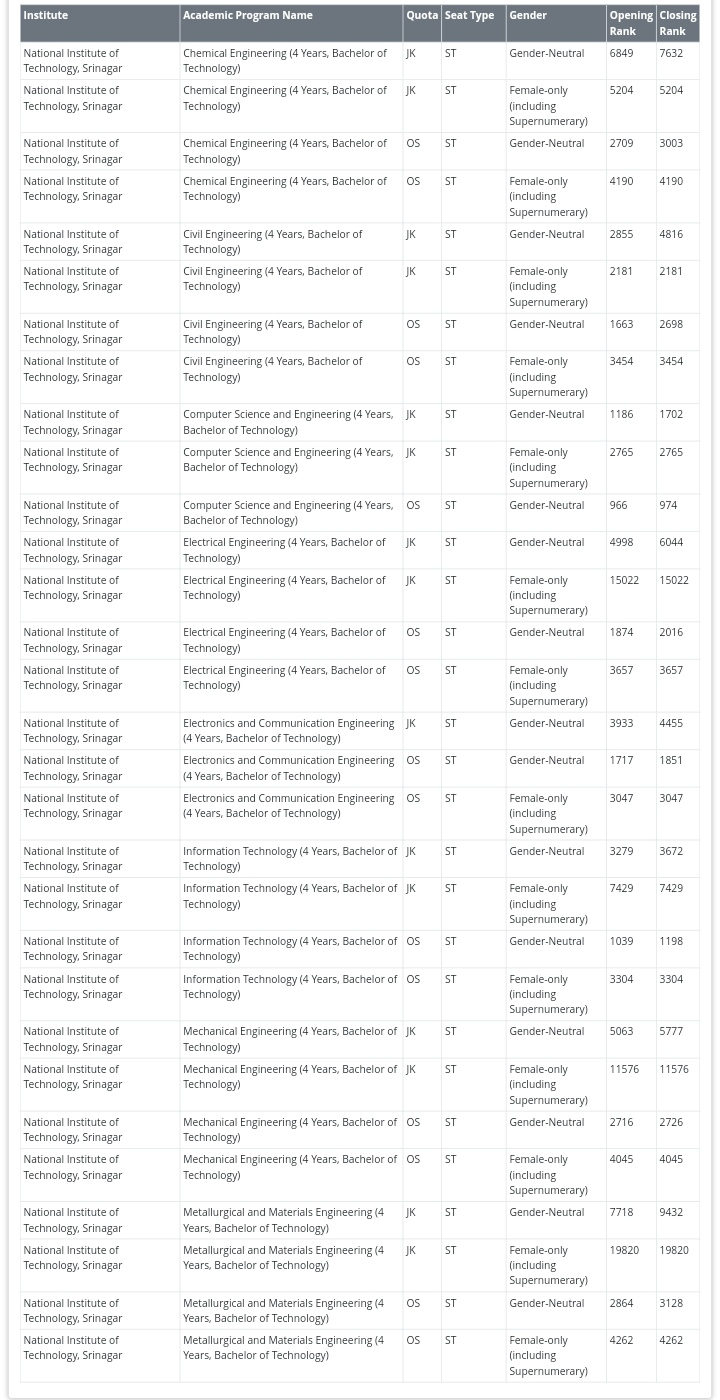 Institute Academic Program Name Quota Seat Type Gender Opening Closing
Rank Rank
National Institute of Chemical Engineering (4 Years, Bachelor of JK ST Gender-Neutral 6849 7632
Technology, Srinagar Technology)
National Institute of Chemical Engineering (4 Years, Bachelor of JK ST Female-only 5204 5204
Technology, Srinagar Technology) (including
Supernumerary)
National Institute of Chemical Engineering (4 Years, Bachelor of OS ST Gender-Neutral 2709 3003
Technology, Srinagar Technology)
National Institute of Chemical Engineering (4 Years, Bachelor of OS ST Female-only 4190 4190
Technology, Srinagar Technology) (including
Supernumerary)
National Institute of Civil Engineering (4 Years, Bachelor of JK ST Gender-Neutral 2855 4816
Technology, Srinagar Technology)
National Institute of Civil Engineering (4 Years, Bachelor of JK ST Female-only 2181 2181
Technology, Srinagar Technology) (including
Supernumerary)
National Institute of Civil Engineering (4 Years, Bachelor of OS ST Gender-Neutral 1663 2698
Technology, Srinagar Technology)
National Institute of Civil Engineering (4 Years, Bachelor of OS ST Female-only 3454 3454
Technology, Srinagar Technology) (including
Supernumerary)
National Institute of Computer Science and Engineering (4 Years, JK ST Gender-Neutral 1186 1702
Technology, Srinagar Bachelor of Technology)
National Institute of Computer Science and Engineering (4 Years, JK ST Female-only 2765 2765
Technology, Srinagar Bachelor of Technology) (including
Supernumerary)
National Institute of Computer Science and Engineering (4 Years, OS ST Gender-Neutral 966 974
Technology, Srinagar Bachelor of Technology)
National Institute of Electrical Engineering (4 Years, Bachelor of JK ST Gender-Neutral 4998 6044
Technology, Srinagar Technology)
National Institute of Electrical Engineering (4 Years, Bachelor of JK ST Female-only 15022 15022
Technology, Srinagar Technology) (including
Supernumerary)
National Institute of Electrical Engineering (4 Years, Bachelor of OS ST Gender-Neutral 1874 2016
Technology, Srinagar Technology)
National Institute of Electrical Engineering (4 Years, Bachelor of OS ST Female-only 3657 3657
Technology, Srinagar Technology) (including
Supernumerary)
National Institute of Electronics and Communication Engineering JK ST Gender-Neutral 3933 4455
Technology, Srinagar (4 Years, Bachelor of Technology)
National Institute of Electronics and Communication Engineering OS ST Gender-Neutral 1717 1851
Technology, Srinagar (4 Years, Bachelor of Technology)
National Institute of Electronics and Communication Engineering OS ST Female-only 3047 3047
Technology, Srinagar (4 Years, Bachelor of Technology) (including
Supernumerary)
National Institute of Information Technology (4 Years, Bachelor of JK ST Gender-Neutral 3279 3672
Technology, Srinagar Technology)
National Institute of Information Technology (4 Years, Bachelor of JK ST Female-only 7429 7429
Technology, Srinagar Technology) (including
Supernumerary)
National Institute of Information Technology (4 Years, Bachelor of OS ST Gender-Neutral 1039 1198
Technology, Srinagar Technology)
National Institute of Information Technology (4 Years, Bachelor of OS ST Female-only 3304 3304
Technology, Srinagar Technology) (including
Supernumerary)
National Institute of Mechanical Engineering (4 Years, Bachelor of JK ST Gender-Neutral 5063 5777
Technology, Srinagar Technology)
National Institute of Mechanical Engineering (4 Years, Bachelor of JK ST Female-only 11576 11576
Technology, Srinagar Technology) (including
Supernumerary)
National Institute of Mechanical Engineering (4 Years, Bachelor of OS ST Gender-Neutral 2716 2726
Technology, Srinagar Technology)
National Institute of Mechanical Engineering (4 Years, Bachelor of OS ST Female-only 4045 4045
Technology, Srinagar Technology) (including
Supernumerary)
National Institute of Metallurgical and Materials Engineering (4 JK ST Gender-Neutral 7718 9432
Technology, Srinagar Years, Bachelor of Technology)
National Institute of Metallurgical and Materials Engineering (4 JK ST Female-only 19820 19820
Technology, Srinagar Years, Bachelor of Technology) (including
Supernumerary)
National Institute of Metallurgical and Materials Engineering (4 OS ST Gender-Neutral 2864 3128
Technology, Srinagar Years, Bachelor of Technology)
National Institute of Metallurgical and Materials Engineering (4 OS ST Female-only 4262 4262
Technology, Srinagar Years, Bachelor of Technology) (including
Supernumerary)